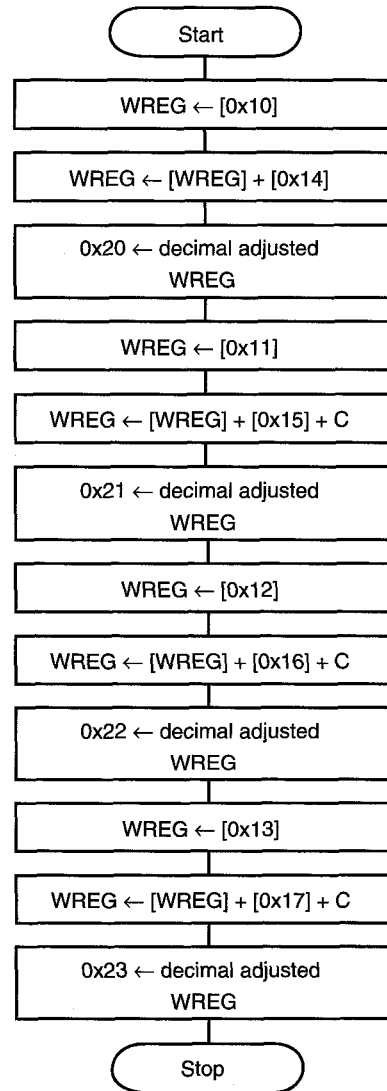 Start
WREG ← [0x10]
WREG ← [WREG] + [0x14]
0x20 ← decimal adjusted
WREG
WREG ← [0x11]
WREG ← [WREG] + [0x15] + C
0x21 ← decimal adjusted
WREG
WREG ← [0x12]
WREG ← [WREG] + [0x16] + C
0x22 ← decimal adjusted
WREG
WREG ← [0x13]
WREG ← [WREG] + [0x17] + C
0x23 ← decimal adjusted
WREG
Stop